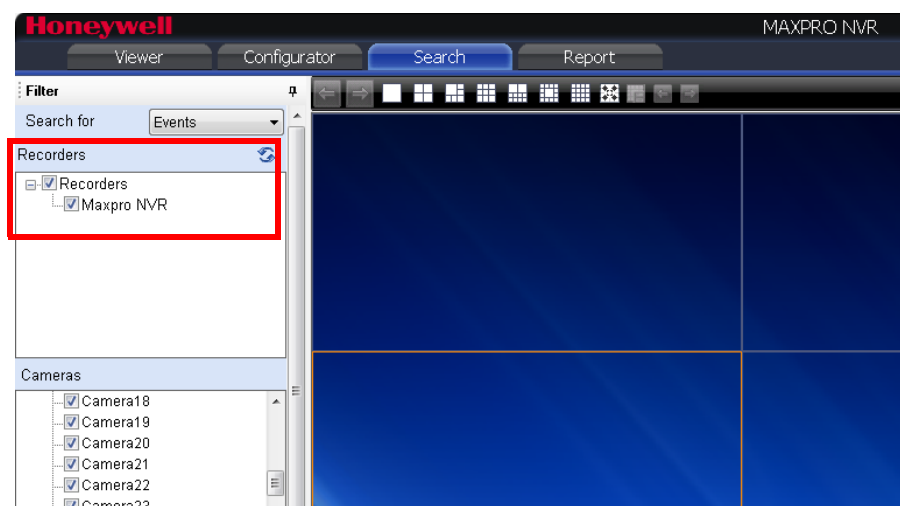 Honeywell
MAXPRO NVR
Viewer Configurator Search Report
Filter
Search for Events
Recorders
Recorders
Maxpro NVR
Cameras
Camera18
Camera19
Camera20
Camera21
Camera22